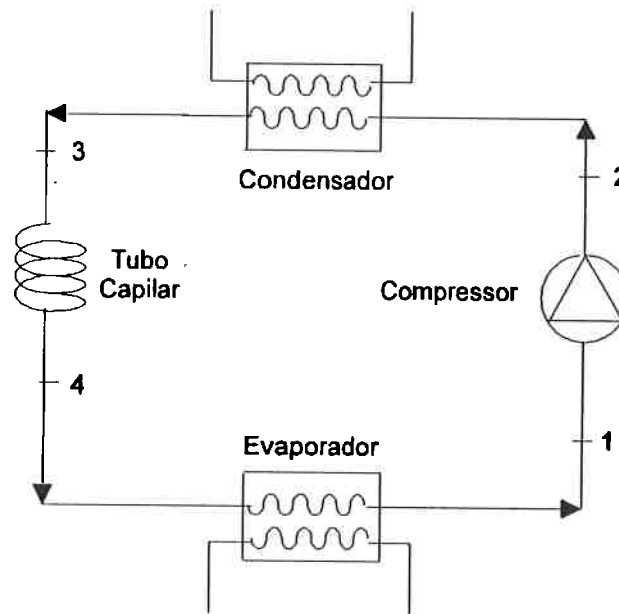 Condensador
3
2
Tubo
Capilar
Compressor
4
1
Evaporador